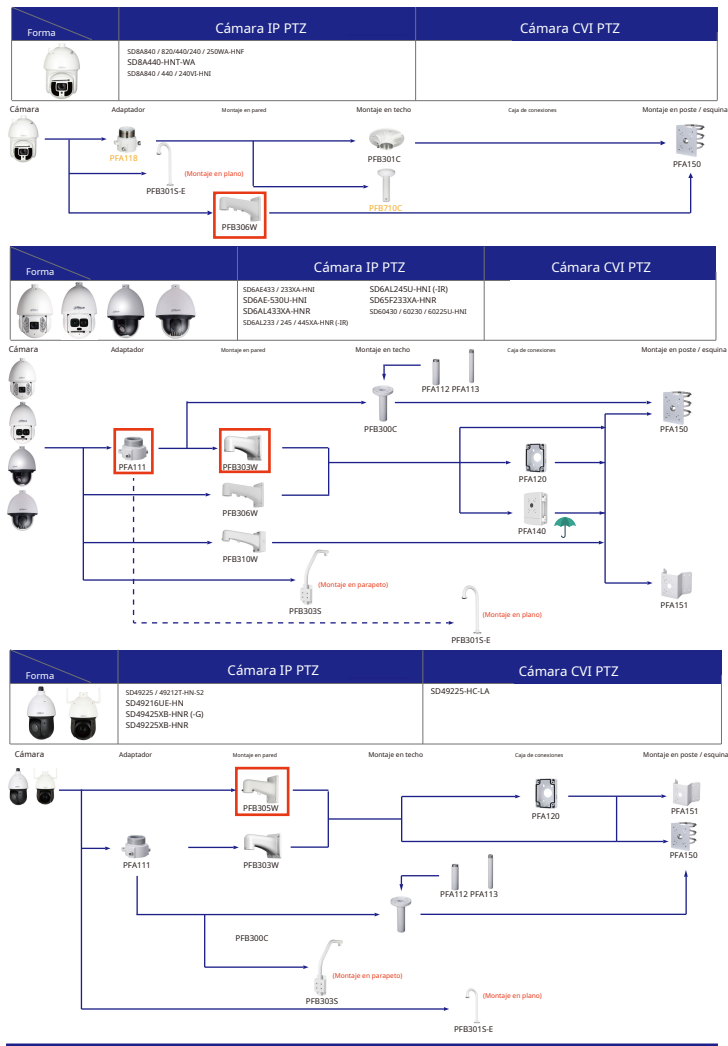 Forma
Cámara IP PTZ
Cámara CVI PTZ
SD8A840 / 820/440/240 / 250WA-HNF
SD8A440-HNT-WA
SD8A840 / 440 / 240VI-HNI
Cámara
Adaptador
Montaje en pared
Montaje en techo
Caja de conexiones
Montaje en poste / esquina
PFA118
(Montaje en plano)
PFB301S-E
PFB306W
PFB301C
PFB710C
PFA150
Forma
Cámara IP PTZ
Cámara CVI PTZ
SD6AE433 / 233XA-HNI
SD6AE-530U-HNI
SD6AL433XA-HNR
SD6AL233 / 245 / 445XA-HNR (-IR)
SD6AL245U-HNI (-IR)
SD65F233XA-HNR
SD60430 / 60230 / 60225U-HNI
Cámara
Adaptador
Montaje en pared
Montaje en techo
Caja de conexiones
Montaje en poste / esquina
PFA112 PFA113
PFB300C
PFA150
PFA111
PFB303W
PFA120
PFB306W
PFA140
PFB310W
(Montaje en parapeto)
PFB303S
PFA151
(Montaje en plano)
PFB301S-E
Forma
Cámara IP PTZ
Cámara CVI PTZ
SD49225 / 49212T-HN-S2
SD49216UE-HN
SD49425XB-HNR (-G)
SD49225XB-HNR
SD49225-HC-LA
Cámara
Adaptador
Montaje en pared
Montaje en techo
Caja de conexiones
Montaje en poste / esquina
PFB305W
PFA120
PFA151
PFA111
PFB303W
PFA150
PFA112 PFA113
PFB300C
(Montaje en parapeto)
PFB303S
(Montaje en plano)
PFB301S-E